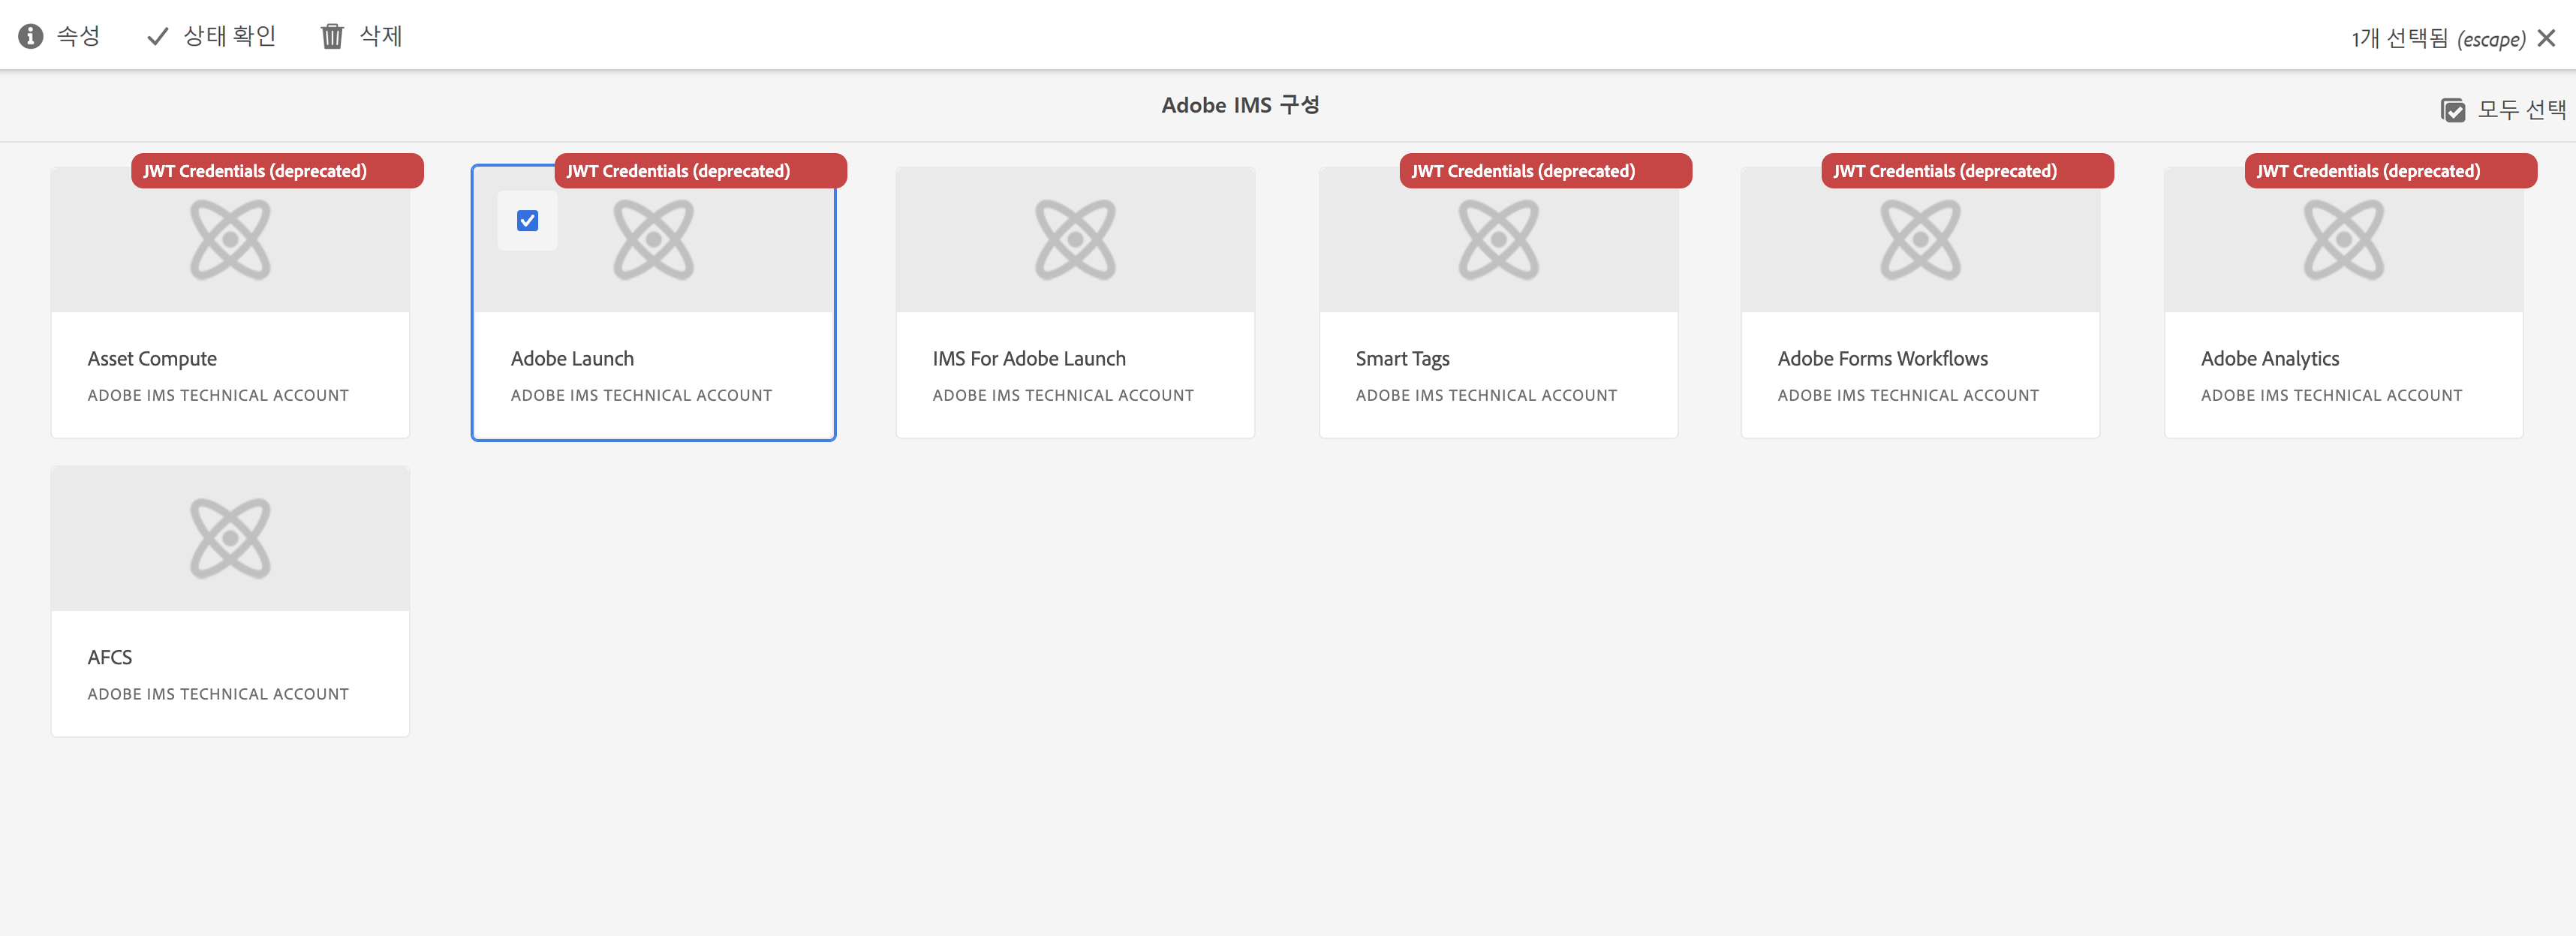 속성
상태 확인
삭제
1개 선택됨 (escape)
Adobe IMS 구성
모두 선택
JWT Credentials (deprecated)
Asset Compute
ADOBE IMS TECHNICAL ACCOUNT
JWT Credentials (deprecated)
Adobe Launch
ADOBE IMS TECHNICAL ACCOUNT
IMS For Adobe Launch
ADOBE IMS TECHNICAL ACCOUNT
JWT Credentials (deprecated)
Smart Tags
ADOBE IMS TECHNICAL ACCOUNT
JWT Credentials (deprecated)
Adobe Forms Workflows
ADOBE IMS TECHNICAL ACCOUNT
JWT Credentials (deprecated)
Adobe Analytics
ADOBE IMS TECHNICAL ACCOUNT
AFCS
ADOBE IMS TECHNICAL ACCOUNT